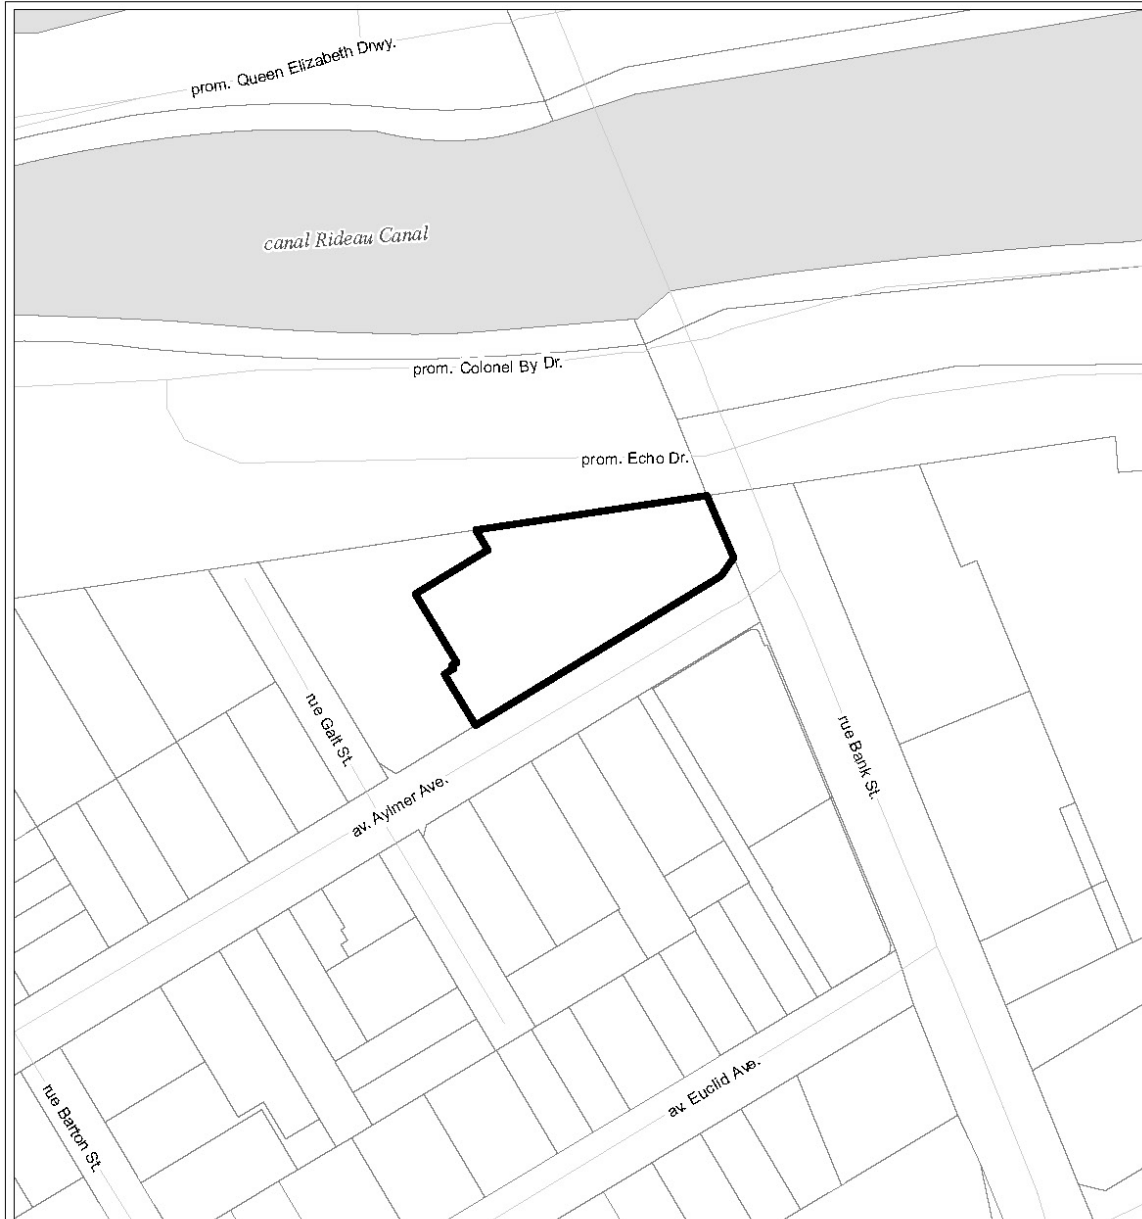 prom. Queen Elizabeth Drwy.
canal Rideau Canal
prom. Colonel By Dr.
prom. Echo Dr.
rue Galt St.
rue Bank St.
av. Aylmer Ave.
av. Euclid Ave.
rue Barton St.